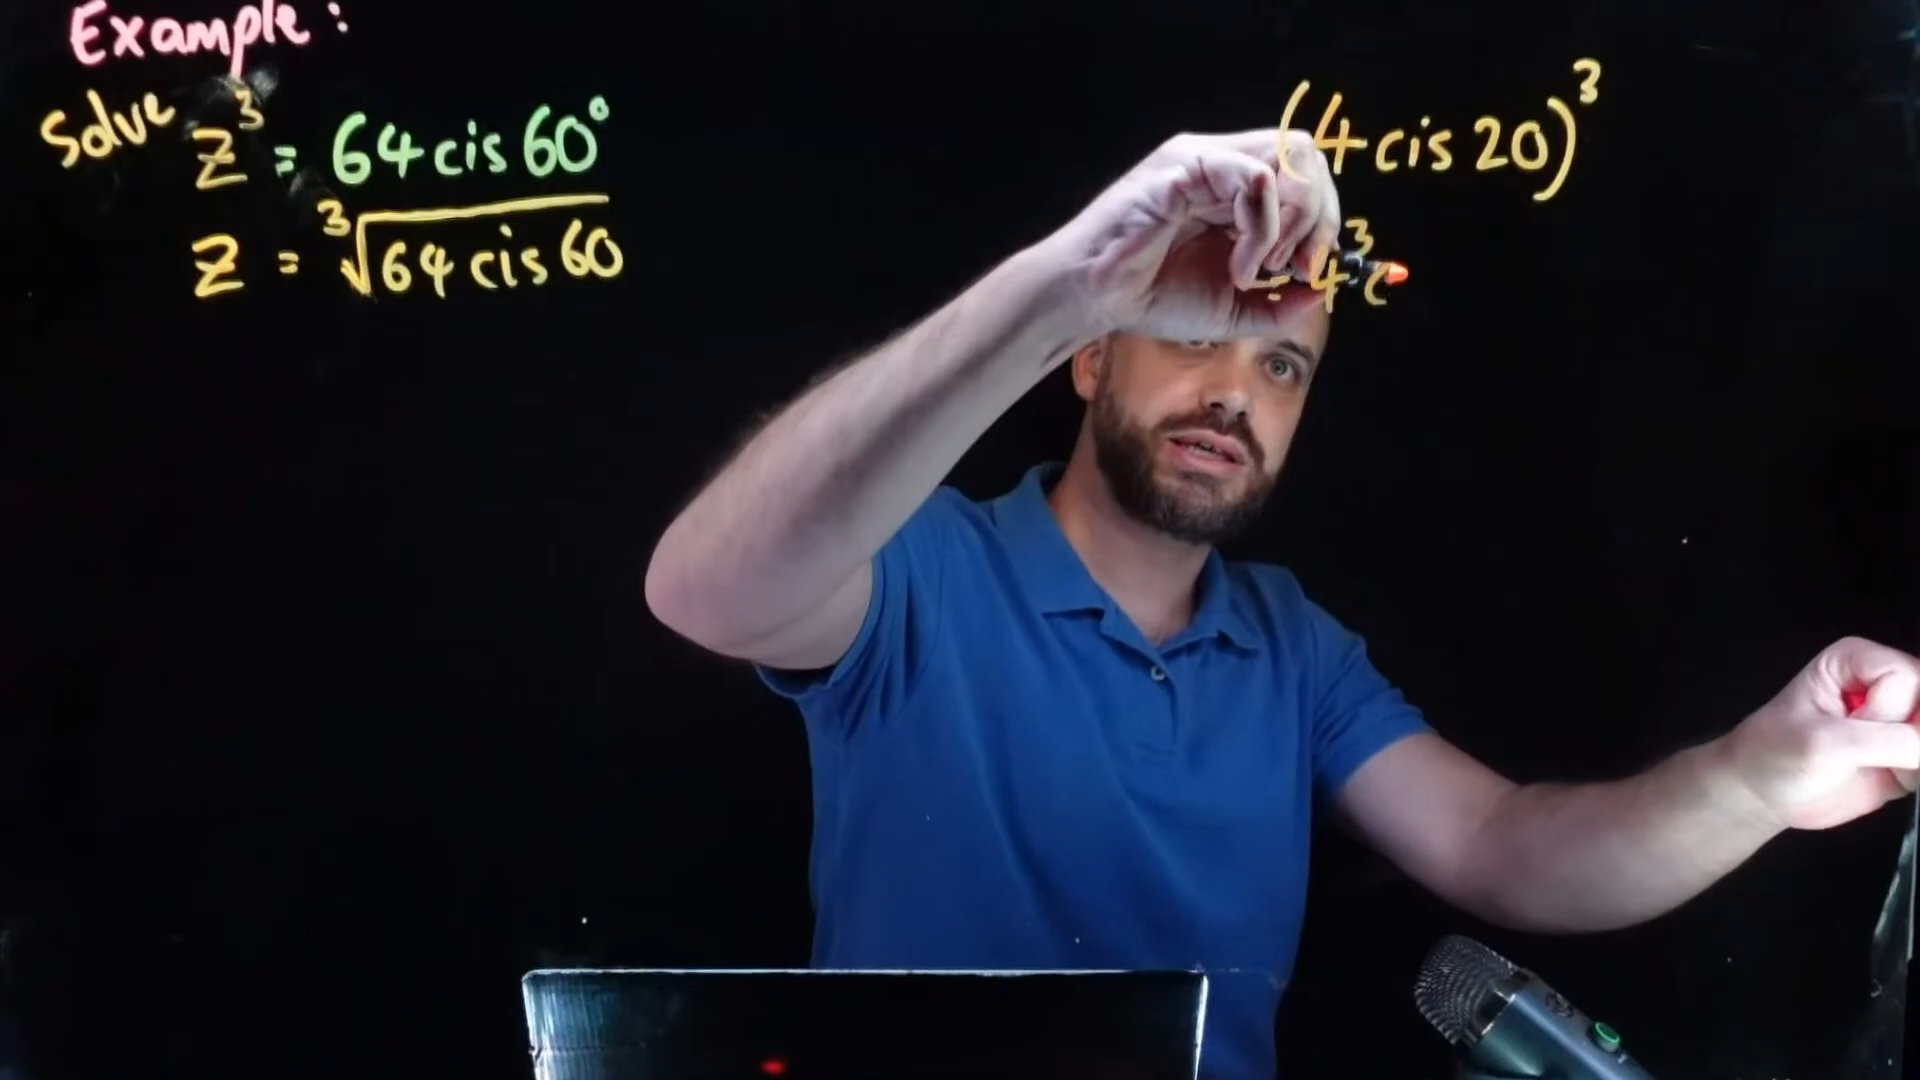 Example:
Solve z³ = 64 cis 60°
z = ³√64 cis 60
(4 cis 20)³
= 4³ c